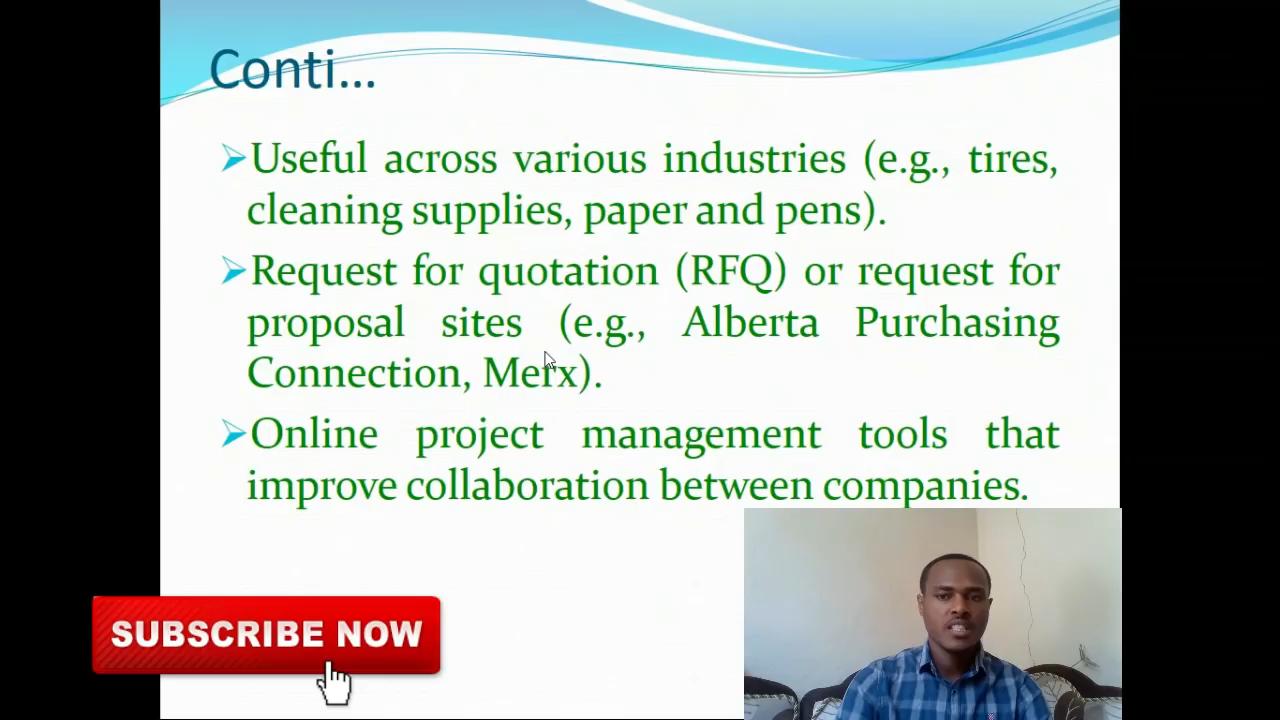 Conti...
Useful across various industries (e.g., tires,
cleaning supplies, paper and pens).
Request for quotation (RFQ) or request for
proposal sites (e.g., Alberta Purchasing
Connection, Merx).
Online project management tools that
improve collaboration between companies.
SUBSCRIBE NOW